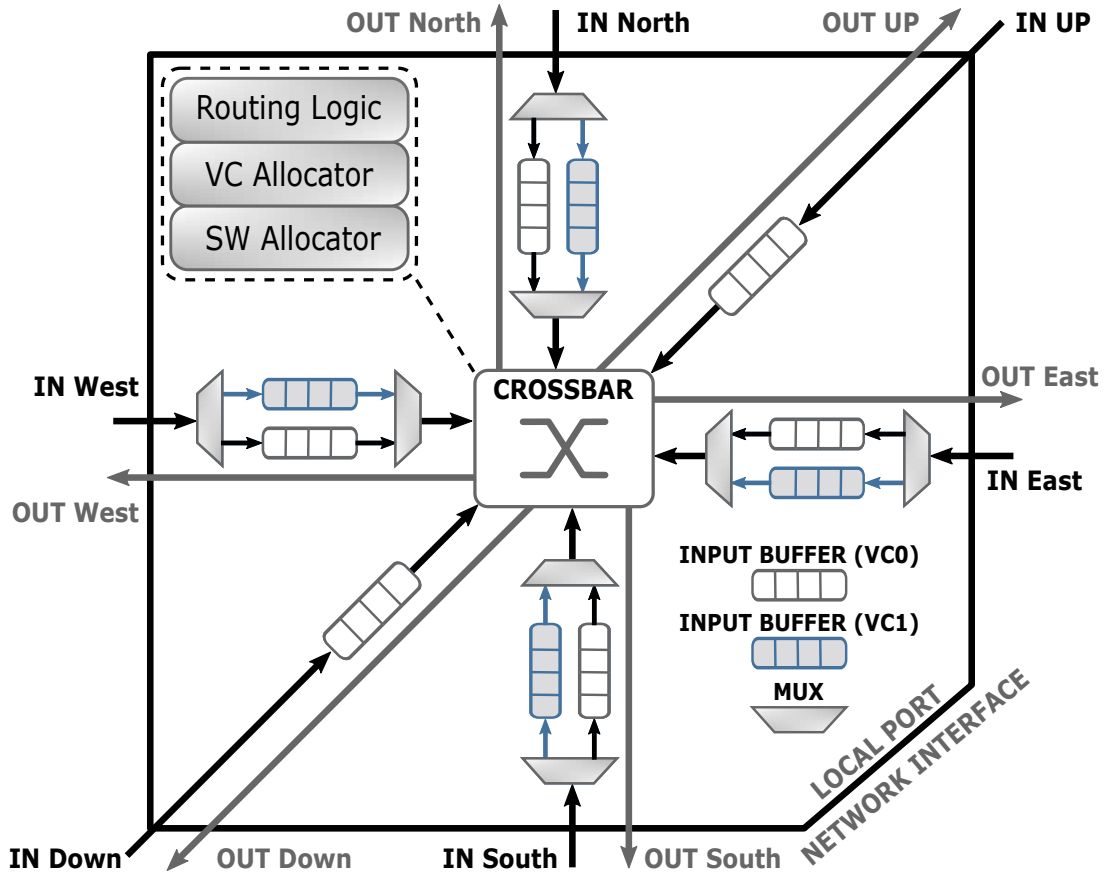 OUT North
IN North
OUT UP
IN UP
Routing Logic
VC Allocator
SW Allocator
IN West
CROSSBAR
OUT East
OUT West
IN East
INPUT BUFFER (VC0)
INPUT BUFFER (VC1)
MUX
LOCAL PORT
NETWORK INTERFACE
IN Down
OUT Down
IN South
OUT South